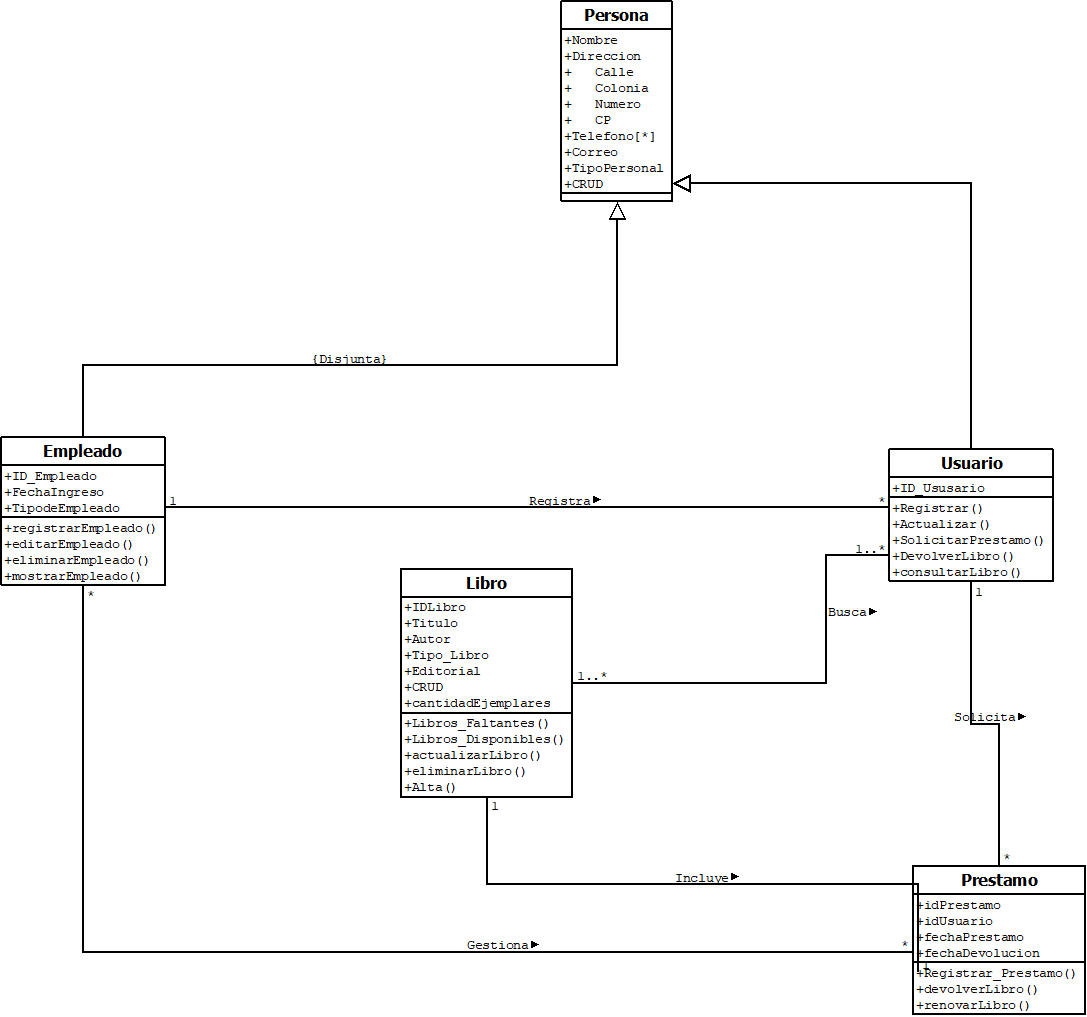 Persona
+Nombre
+Direccion
+   Calle
+   Colonia
+   Numero
+   CP
+Telefono[*]
+Correo
+TipoPersonal
+CRUD
{Disjunta}
Empleado
+ID_Empleado
+FechaIngreso
+TipodeEmpleado
+registrarEmpleado()
+editarEmpleado()
+eliminarEmpleado()
+mostrarEmpleado()
1
Registra
*
Usuario
+ID_Ususario
+Registrar()
+Actualizar()
+SolicitarPrestamo()
+DevolverLibro()
+consultarLibro()
1..*
Busca
1..*
Libro
+IDLibro
+Titulo
+Autor
+Tipo_Libro
+Editorial
+CRUD
+cantidadEjemplares
+Libros_Faltantes()
+Libros_Disponibles()
+actualizarLibro()
+eliminarLibro()
+Alta()
1
Solicita
*
1
Incluye
1
*
Gestiona
*
Prestamo
+idPrestamo
+idUsuario
+fechaPrestamo
+fechaDevolucion
+Registrar_Prestamo()
+devolverLibro()
+renovarLibro()